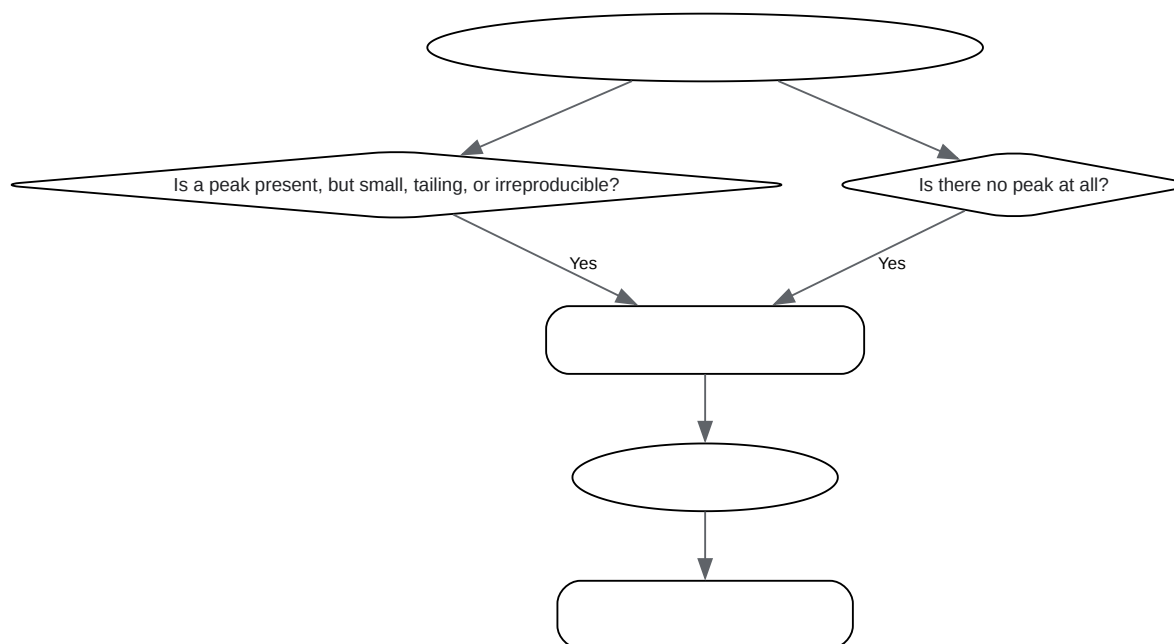 Is a peak present, but small, tailing, or irreproducible?
Is there no peak at all?
Yes
Yes